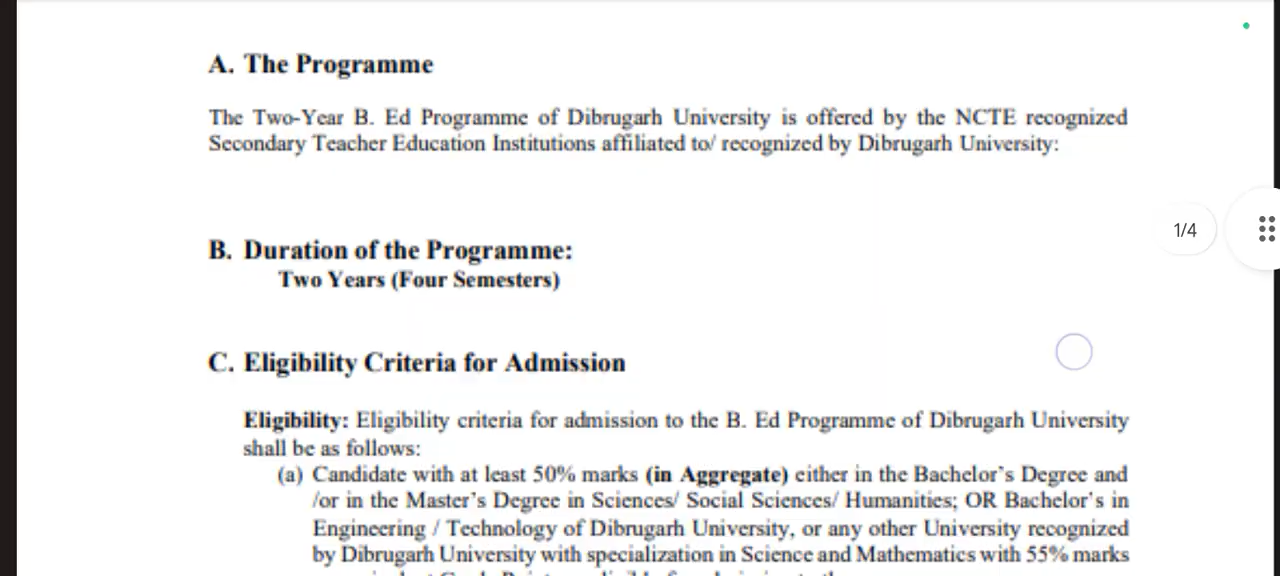 A. The Programme
The Two-Year B. Ed Programme of Dibrugarh University is offered by the NCTE recognized
Secondary Teacher Education Institutions affiliated to/ recognized by Dibrugarh University:
1/4
B. Duration of the Programme:
Two Years (Four Semesters)
C. Eligibility Criteria for Admission
Eligibility: Eligibility criteria for admission to the B. Ed Programme of Dibrugarh University
shall be as follows:
(a) Candidate with at least 50% marks (in Aggregate) either in the Bachelor's Degree and
/or in the Master's Degree in Sciences/ Social Sciences/ Humanities; OR Bachelor's in
Engineering / Technology of Dibrugarh University, or any other University recognized
by Dibrugarh University with specialization in Science and Mathematics with 55% marks